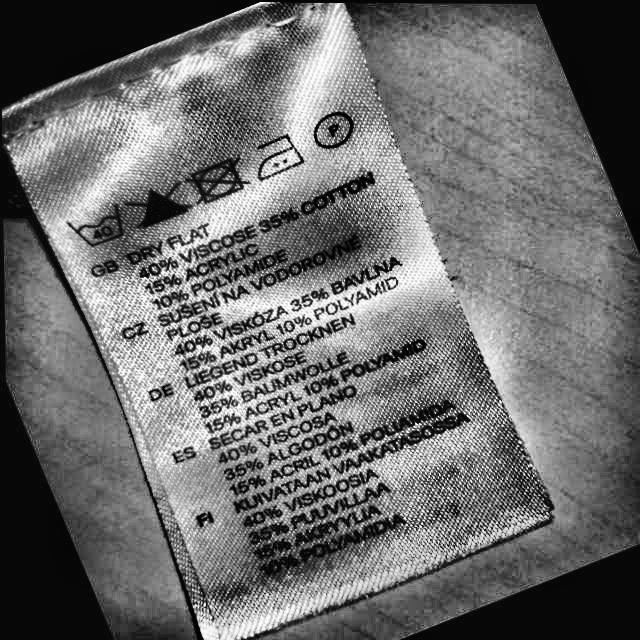 40
P
GB DRY FLAT
40% VISCOSE 35% COTTON
15% ACRYLIC
10% POLYAMIDE
CZ SUŠENÍ NA VODOROVNÉ
PLOŠE
40% VISKÓZA 35% BAVLNA
15% AKRYL 10% POLYAMID
DE LIEGEND TROCKNEN
40% VISKOSE
35% BAUMWOLLE
15% ACRYL 10% POLYAMID
ES SECAR EN PLANO
40% VISCOSA
35% ALGODÓN
15% ACRIL 10% POLIAMIDA
FI KUIVATAAN VAAKATASOSSA
40% VISKOOSIA
35% PUUVILLAA
15% AKRYYLIA
10% POLYAMIDIA